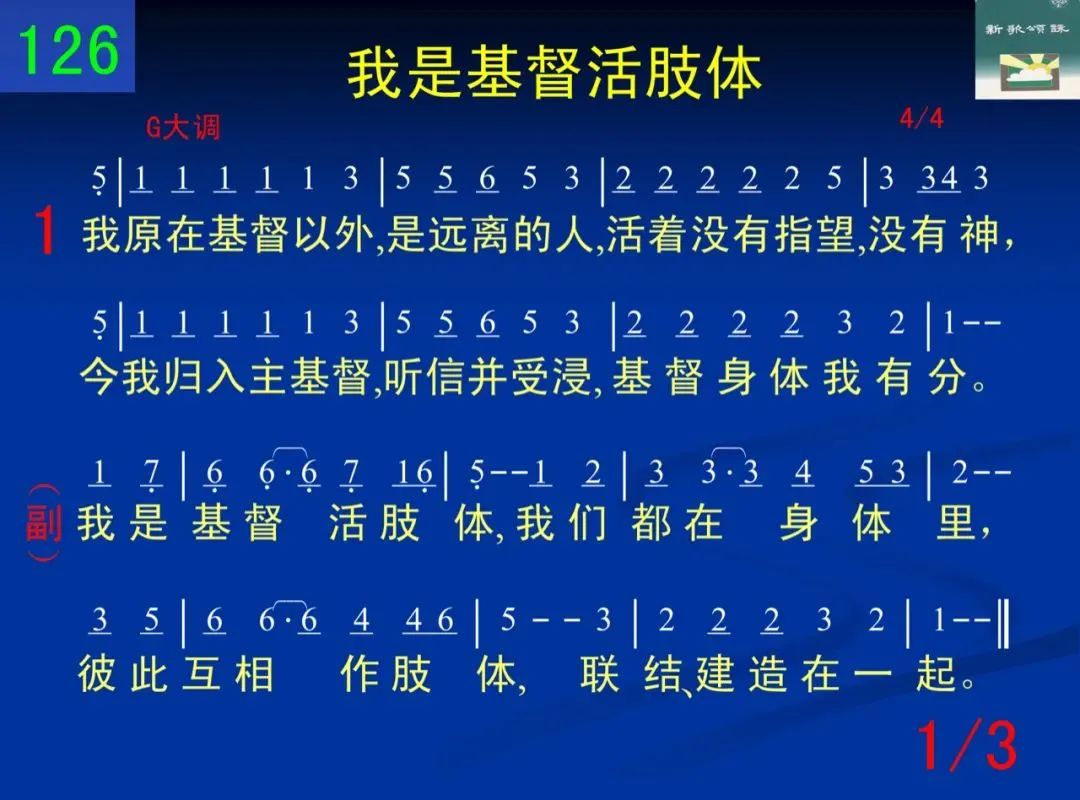 126
我是基督活肢体
新歌頌詠
G大调
4/4
5̣ | 1 1 1 1 1 3 | 5 5 6 5 3 | 2 2 2 2 2 5 | 3 34 3
1 我原在基督以外,是远离的人,活着没有指望,没有神,
5̣ | 1 1 1 1 1 3 | 5 5 6 5 3 | 2 2 2 2 3 2 | 1--
今我归入主基督,听信并受浸,基督身体我有分。
1 7̣ | 6̣ 6̣·6̣ 7̣ 16̣ | 5̣--1 2 | 3 3·3 4 53 | 2--
(副) 我是基督活肢体,我们都在身体里,
3 5 | 6 6·6 4 46 | 5--3 | 2 2 2 3 2 | 1--‖
彼此互相作肢体,联结、建造在一起。
1/3